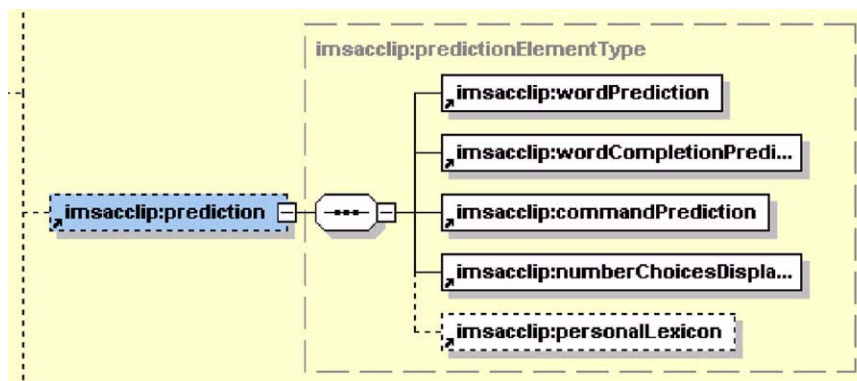 imsacclip:predictionElementType
imsacclip:wordPrediction
imsacclip:wordCompletionPredi...
imsacclip:prediction
imsacclip:commandPrediction
imsacclip:numberChoicesDispla...
imsacclip:personalLexicon